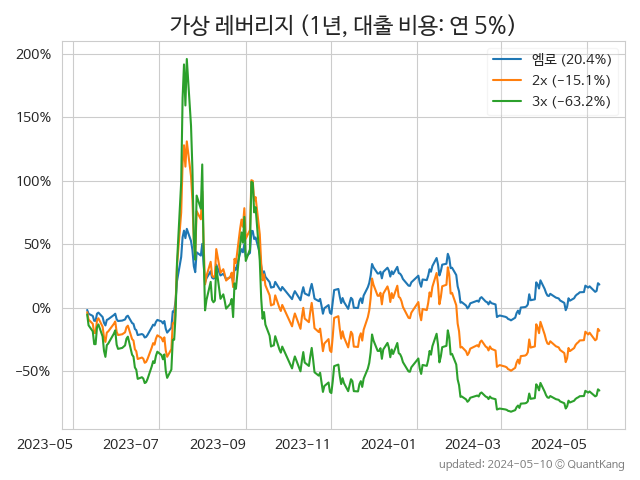 가상 레버리지 (1년, 대출 비용: 연 5%)
200%
150%
100%
50%
0%
−50%
엠로 (20.4%)
2x (−15.1%)
3x (−63.2%)
2023-05
2023-07
2023-09
2023-11
2024-01
2024-03
2024-05
updated: 2024-05-10 © QuantKang